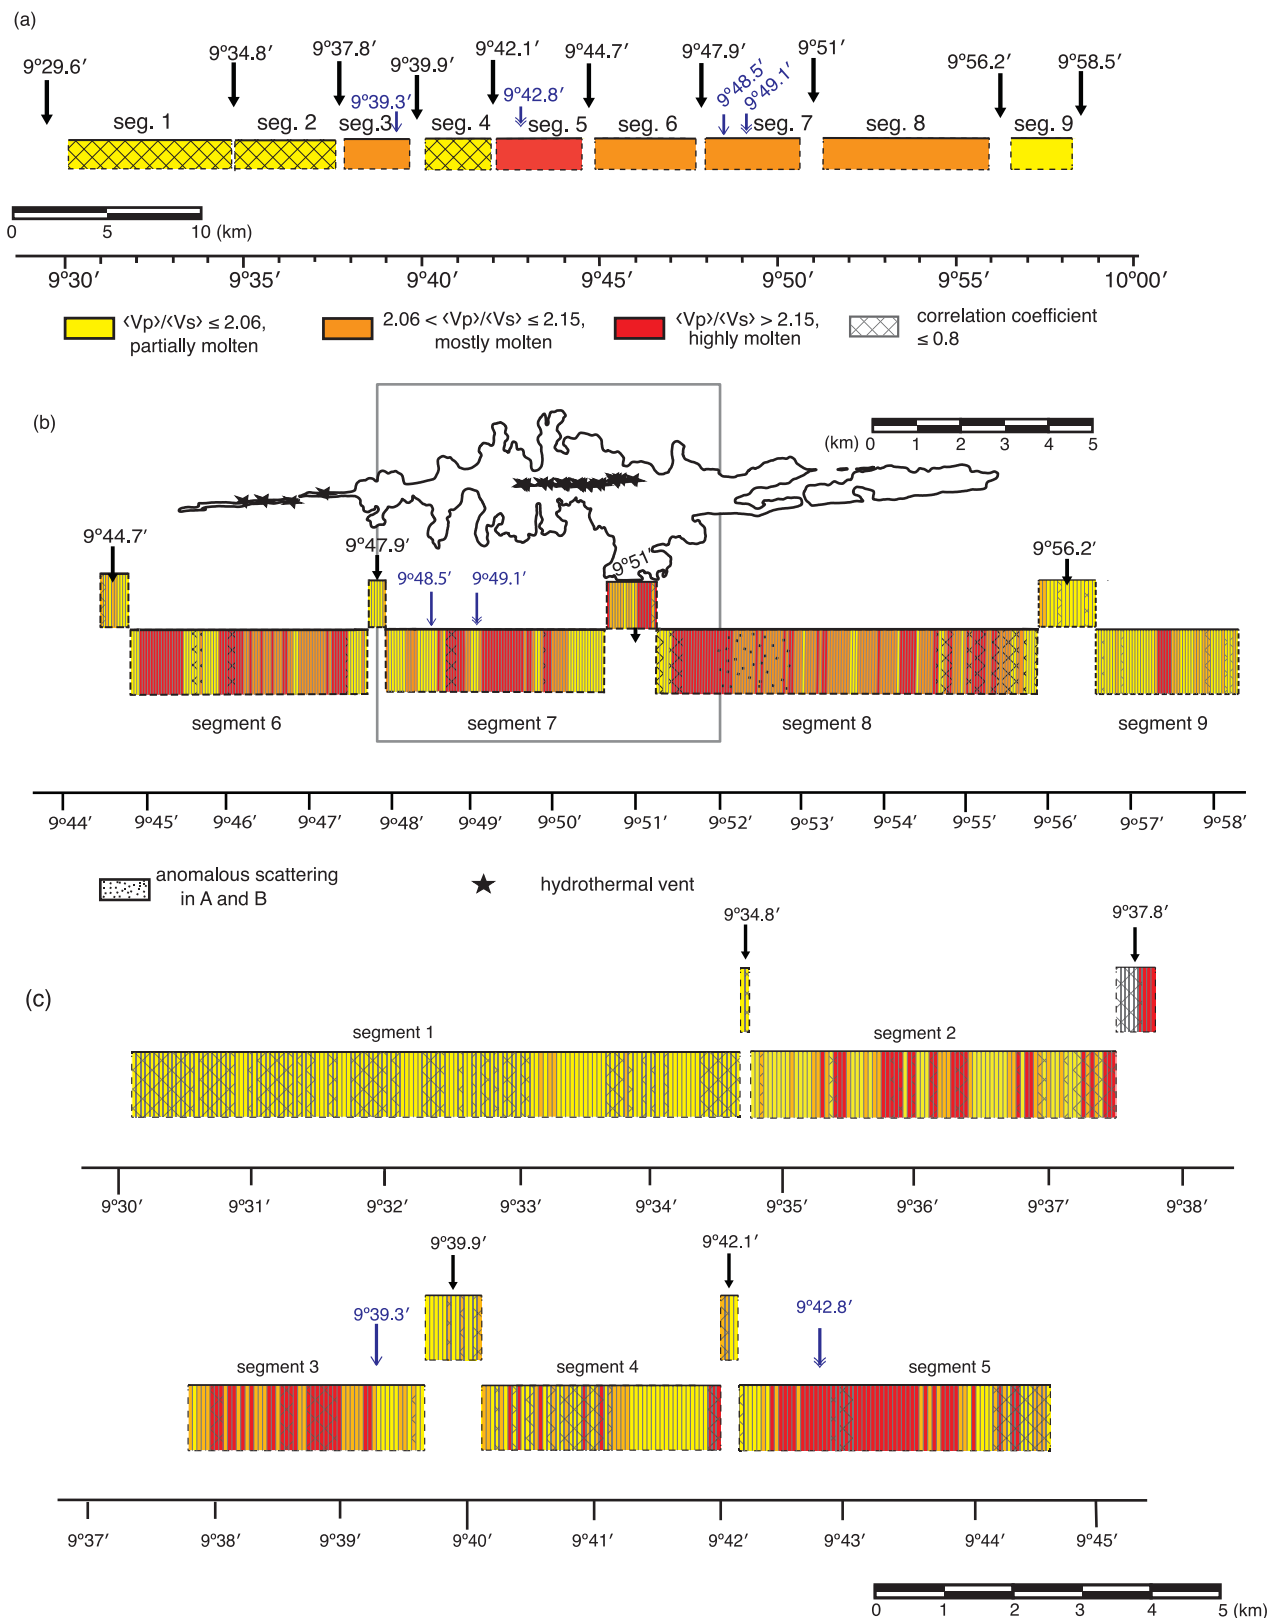 (a)
9°29.6′ 9°34.8′ 9°37.8′ 9°39.9′ 9°42.1′ 9°44.7′ 9°47.9′ 9°51′ 9°56.2′ 9°58.5′
9°39.3′ 9°42.8′ 9°48.5′ 9°49.1′
seg. 1 seg. 2 seg.3 seg. 4 seg. 5 seg. 6 seg. 7 seg. 8 seg. 9
0 5 10 (km)
9°30′ 9°35′ 9°40′ 9°45′ 9°50′ 9°55′ 10°00′
‹Vp›/‹Vs› ≤ 2.06,
partially molten
2.06 < ‹Vp›/‹Vs› ≤ 2.15,
mostly molten
‹Vp›/‹Vs› > 2.15,
highly molten
correlation coefficient
≤ 0.8
(b)
(km) 0 1 2 3 4 5
9°44.7′ 9°47.9′ 9°51′ 9°56.2′
9°48.5′ 9°49.1′
segment 6 segment 7 segment 8 segment 9
9°44′ 9°45′ 9°46′ 9°47′ 9°48′ 9°49′ 9°50′ 9°51′ 9°52′ 9°53′ 9°54′ 9°55′ 9°56′ 9°57′ 9°58′
anomalous scattering
in A and B
hydrothermal vent
9°34.8′ 9°37.8′
(c)
segment 1 segment 2
9°30′ 9°31′ 9°32′ 9°33′ 9°34′ 9°35′ 9°36′ 9°37′ 9°38′
9°39.9′ 9°42.1′
9°39.3′ 9°42.8′
segment 3 segment 4 segment 5
9°37′ 9°38′ 9°39′ 9°40′ 9°41′ 9°42′ 9°43′ 9°44′ 9°45′
0 1 2 3 4 5 (km)